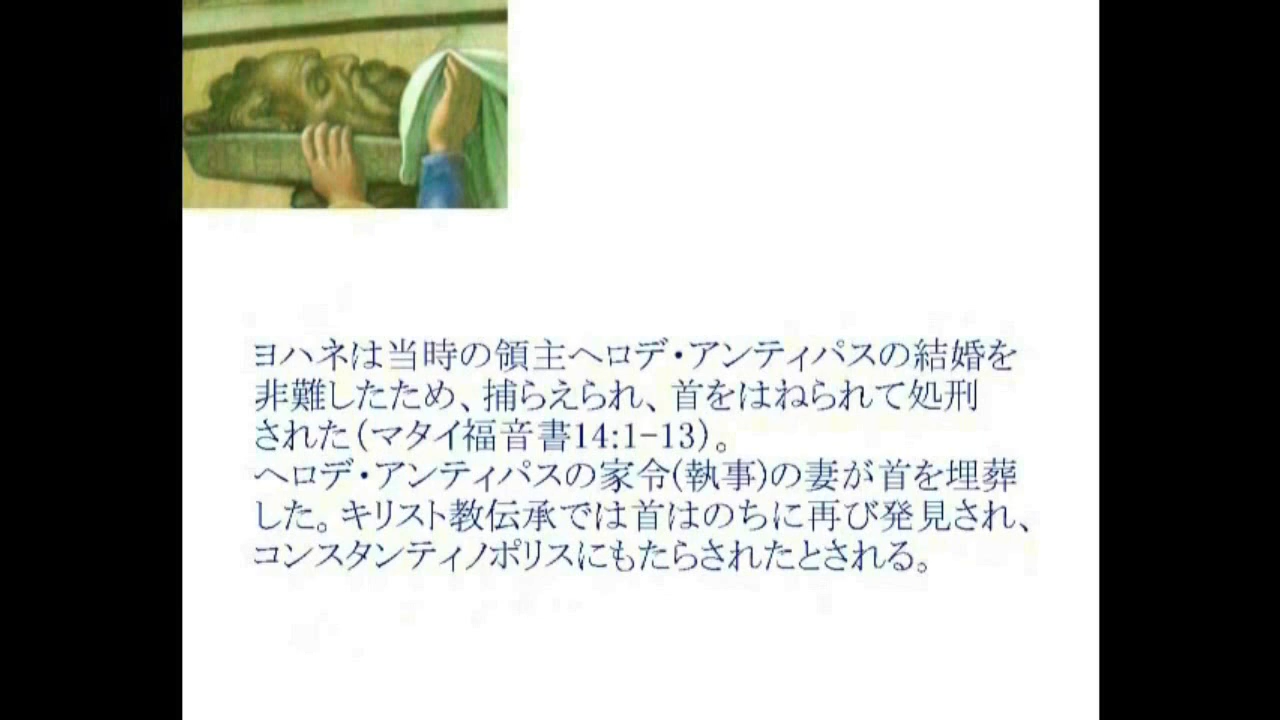 ヨハネは当時の領主ヘロデ・アンティパスの結婚を
非難したため、捕らえられ、首をはねられて処刑
された(マタイ福音書14:1-13)。
ヘロデ・アンティパスの家令(執事)の妻が首を埋葬
した。キリスト教伝承では首はのちに再び発見され、
コンスタンティノポリスにもたらされたとされる。